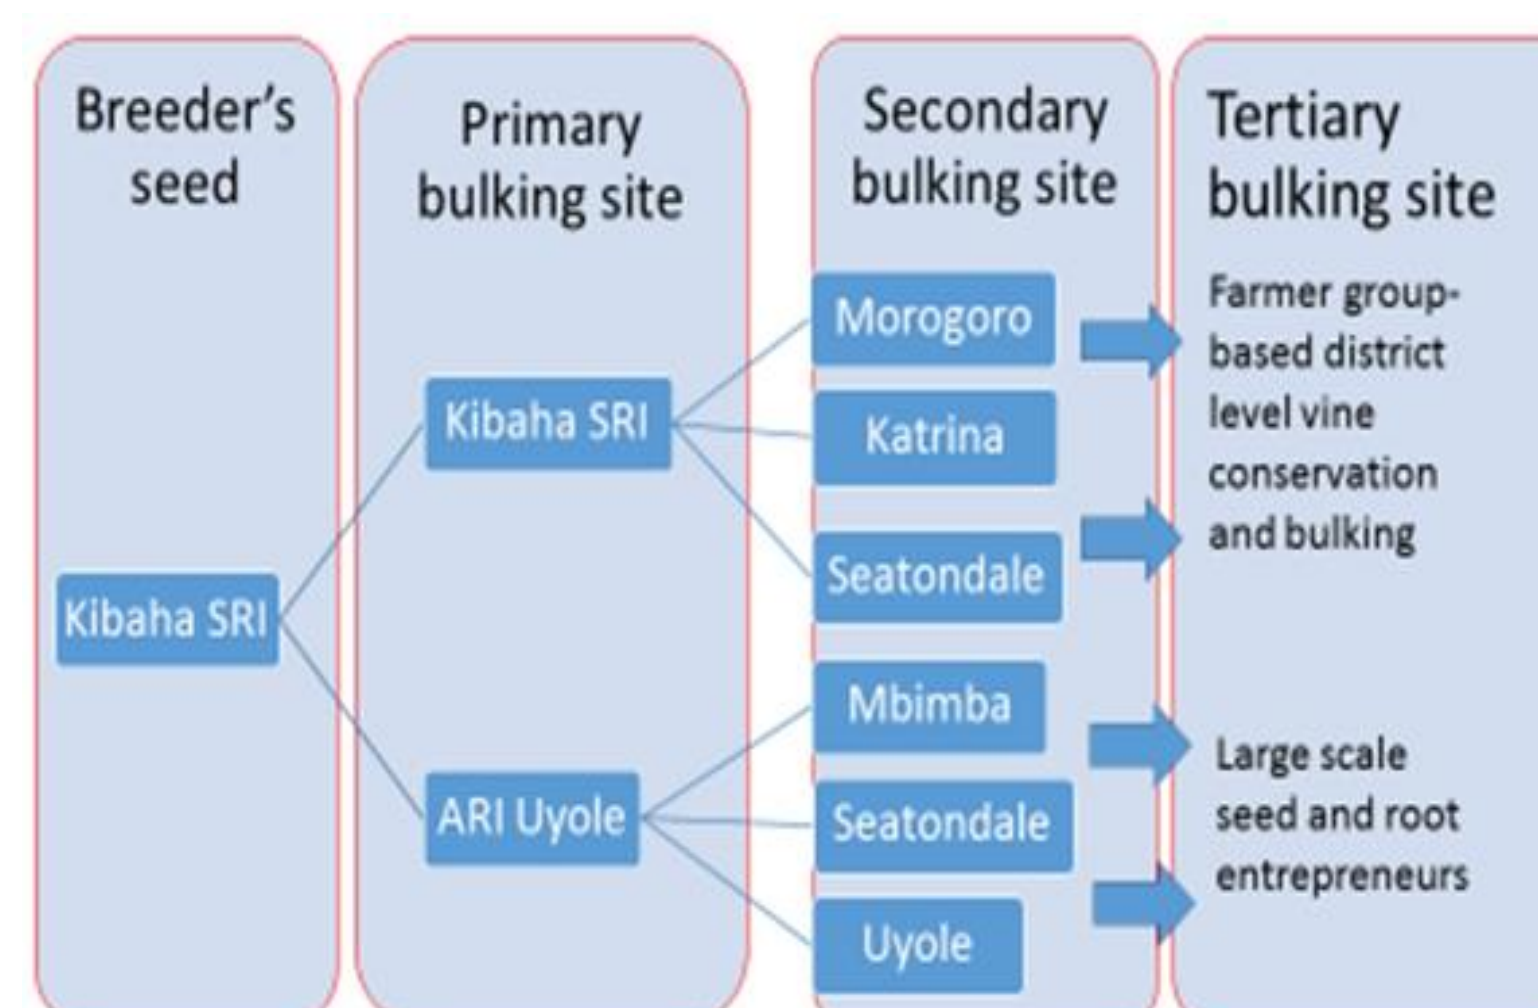 Breeder's
seed
Primary
bulking site
Secondary
bulking site
Tertiary
bulking site
Kibaha SRI
Kibaha SRI
ARI Uyole
Morogoro
Katrina
Seatondale
Mbimba
Seatondale
Uyole
Farmer group-
based district
level vine
conservation
and bulking
Large scale
seed and root
entrepreneurs